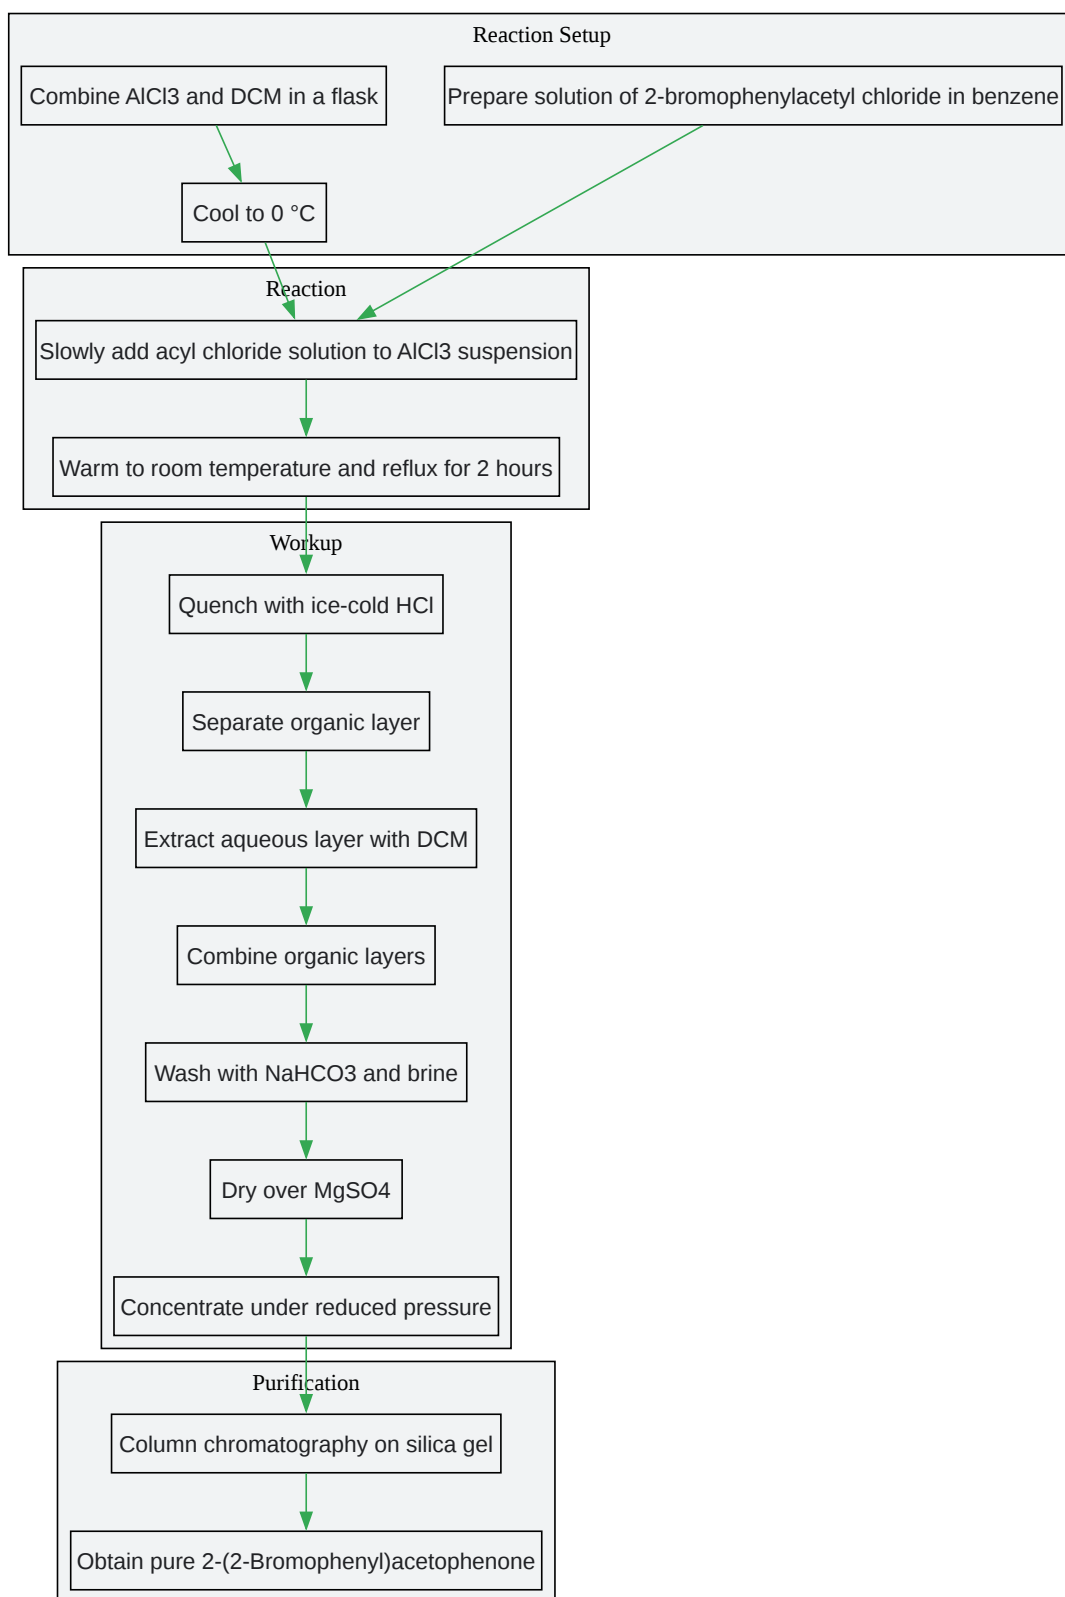 Reaction Setup
Combine AlCl3 and DCM in a flask
Prepare solution of 2-bromophenylacetyl chloride in benzene
Cool to 0 °C
Reaction
Slowly add acyl chloride solution to AlCl3 suspension
Warm to room temperature and reflux for 2 hours
Workup
Quench with ice-cold HCl
Separate organic layer
Extract aqueous layer with DCM
Combine organic layers
Wash with NaHCO3 and brine
Dry over MgSO4
Concentrate under reduced pressure
Purification
Column chromatography on silica gel
Obtain pure 2-(2-Bromophenyl)acetophenone